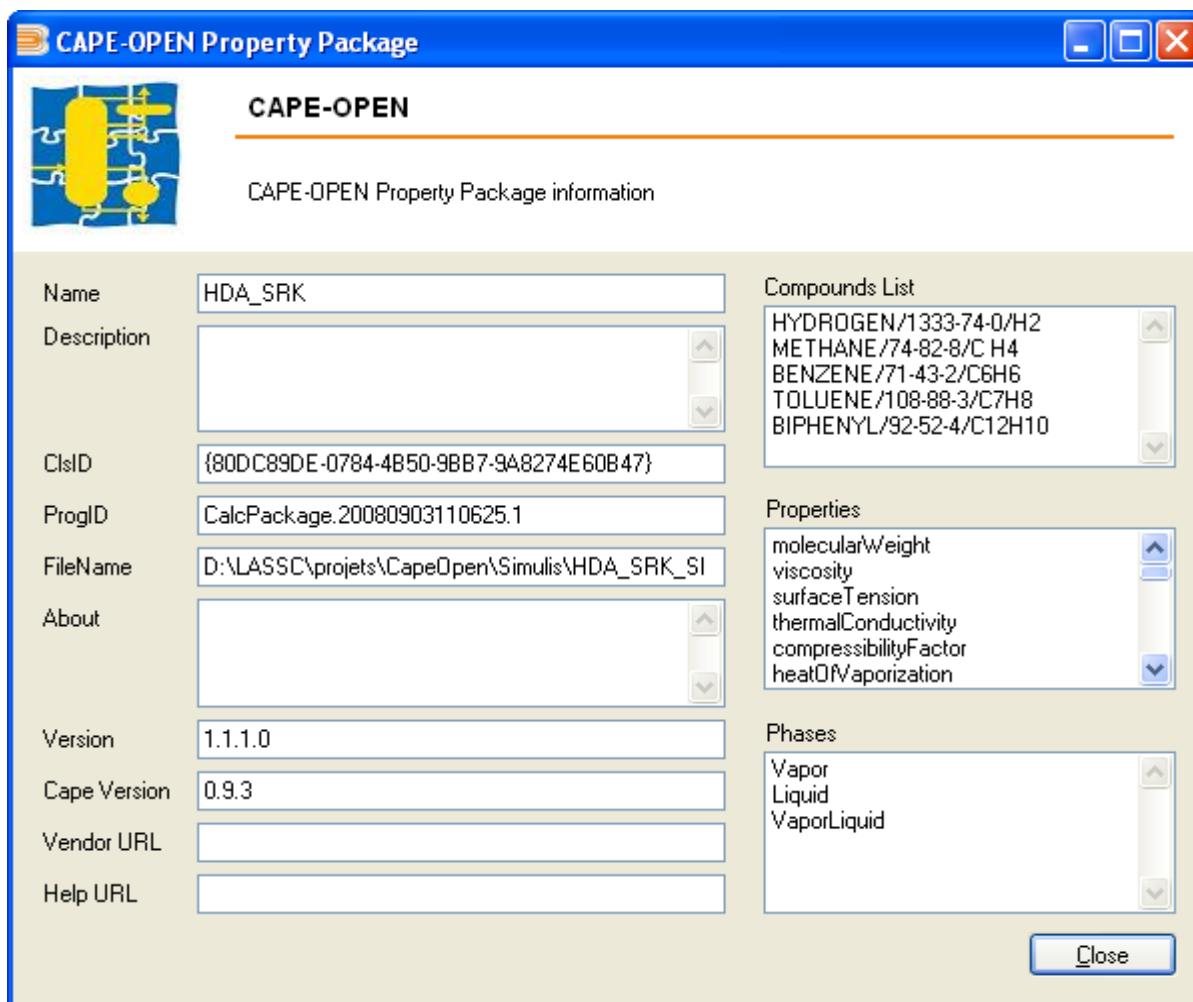 CAPE-OPEN Property Package
CAPE-OPEN
CAPE-OPEN Property Package information
Name
HDA_SRK
Description
ClsID
{80DC89DE-0784-4B50-9BB7-9A8274E60B47}
ProgID
CalcPackage.20080903110625.1
FileName
D:\LASSC\projets\CapeOpen\Simulis\HDA_SRK_SI
About
Version
1.1.1.0
Cape Version
0.9.3
Vendor URL
Help URL
Compounds List
HYDROGEN/1333-74-0/H2
METHANE/74-82-8/C H4
BENZENE/71-43-2/C6H6
TOLUENE/108-88-3/C7H8
BIPHENYL/92-52-4/C12H10
Properties
molecularWeight
viscosity
surfaceTension
thermalConductivity
compressibilityFactor
heatOfVaporization
Phases
Vapor
Liquid
VaporLiquid
Close